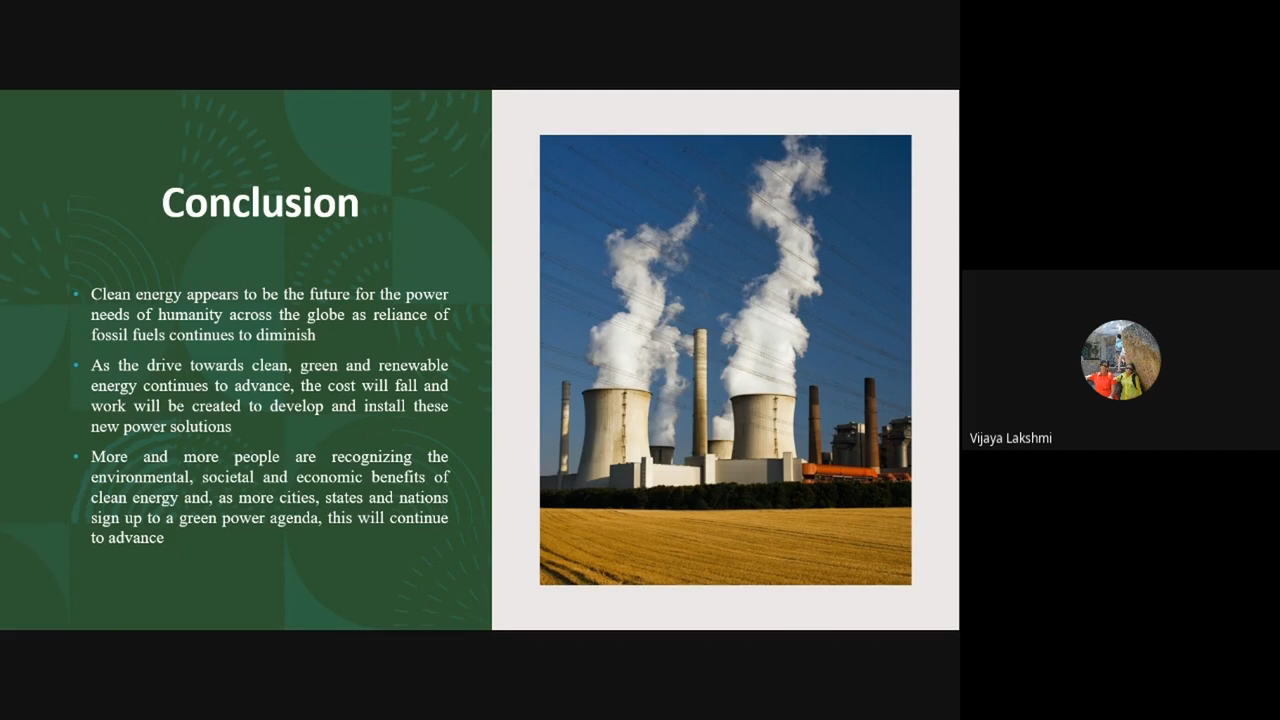 Conclusion
• Clean energy appears to be the future for the power
needs of humanity across the globe as reliance of
fossil fuels continues to diminish
• As the drive towards clean, green and renewable
energy continues to advance, the cost will fall and
work will be created to develop and install these
new power solutions
• More and more people are recognizing the
environmental, societal and economic benefits of
clean energy and, as more cities, states and nations
sign up to a green power agenda, this will continue
to advance
Vijaya Lakshmi